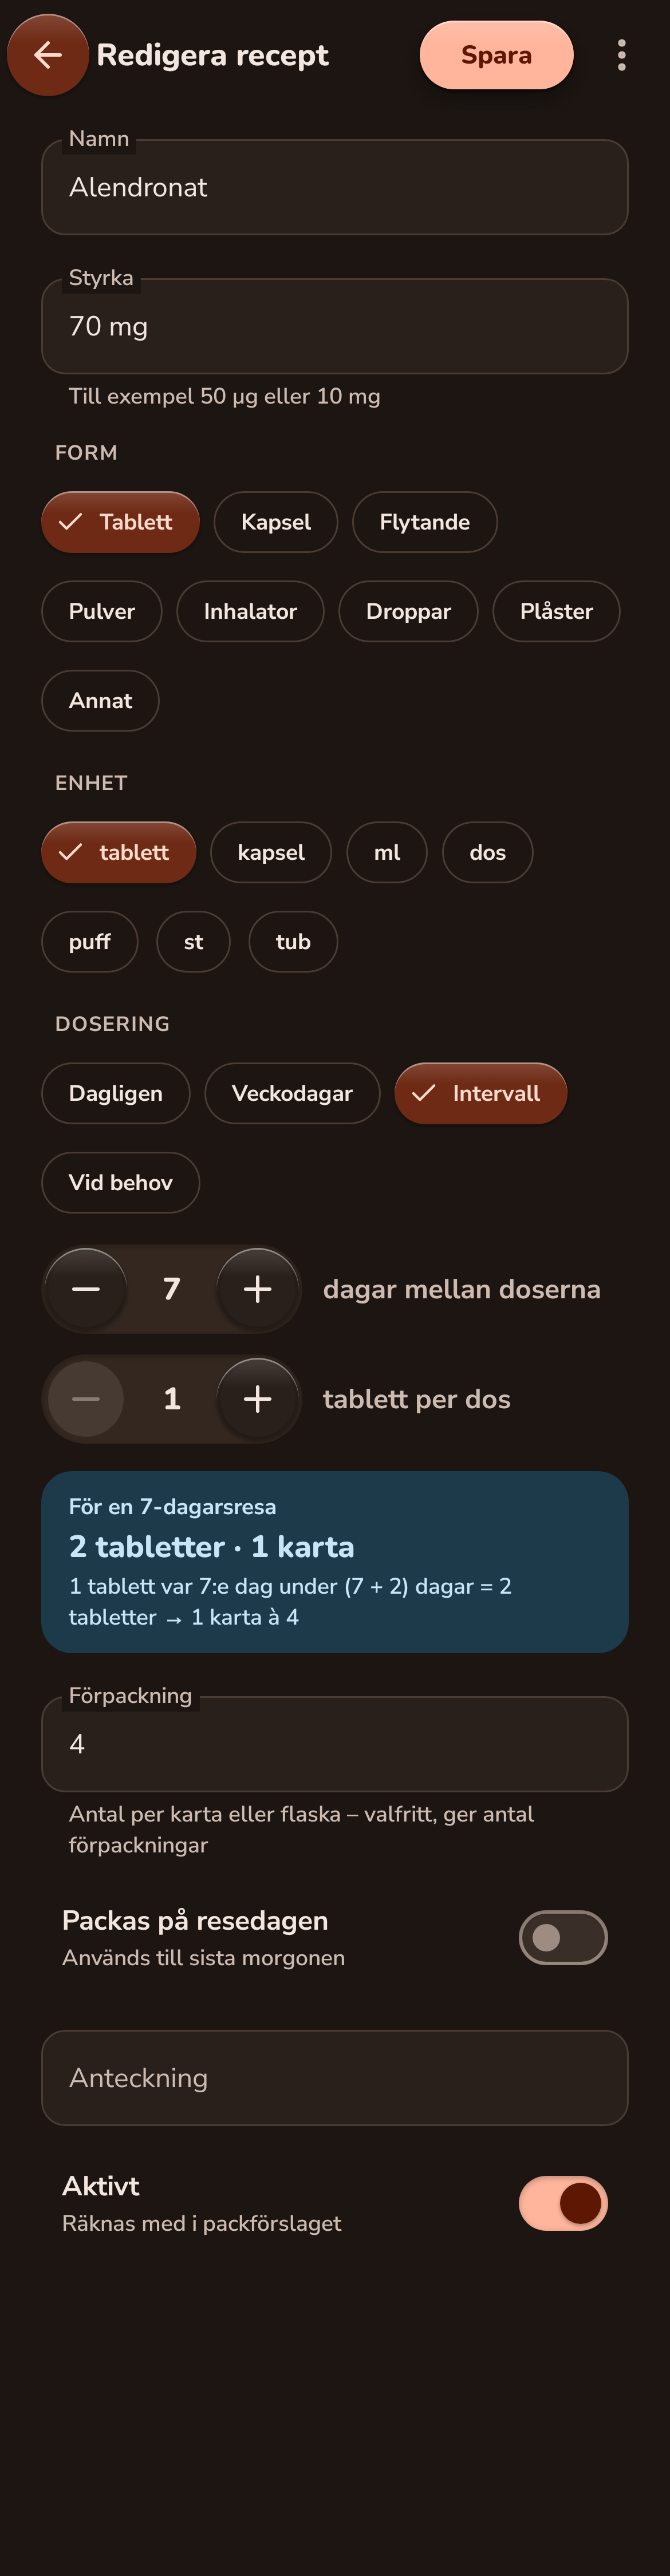 Redigera recept
Spara
Namn
Alendronat
Styrka
70 mg
Till exempel 50 µg eller 10 mg
FORM
Tablett
Kapsel
Flytande
Pulver
Inhalator
Droppar
Plåster
Annat
ENHET
tablett
kapsel
ml
dos
puff
st
tub
DOSERING
Dagligen
Veckodagar
Intervall
Vid behov
7
dagar mellan doserna
1
tablett per dos
För en 7-dagarsresa
2 tabletter · 1 karta
1 tablett var 7:e dag under (7 + 2) dagar = 2
tabletter → 1 karta à 4
Förpackning
4
Antal per karta eller flaska – valfritt, ger antal
förpackningar
Packas på resedagen
Används till sista morgonen
Anteckning
Aktivt
Räknas med i packförslaget